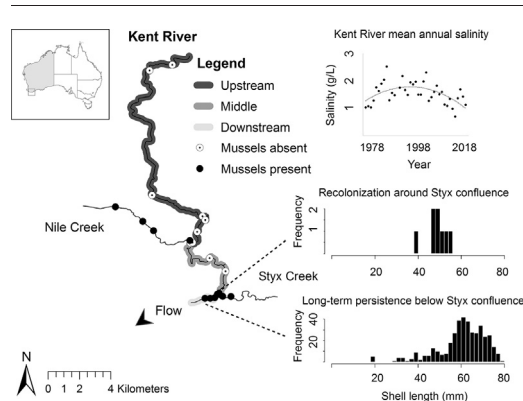 Kent River
Legend
Upstream
Middle
Downstream
Mussels absent
Mussels present
Nile Creek
Styx Creek
Flow
N
0 1 2 4 Kilometers
Kent River mean annual salinity
Salinity (g/L)
3
2
1
1978 1998 2018
Year
Recolonization around Styx confluence
Frequency
2
1
20 40 60 80
Long-term persistence below Styx confluence
Frequency
40
20
0
20 40 60 80
Shell length (mm)